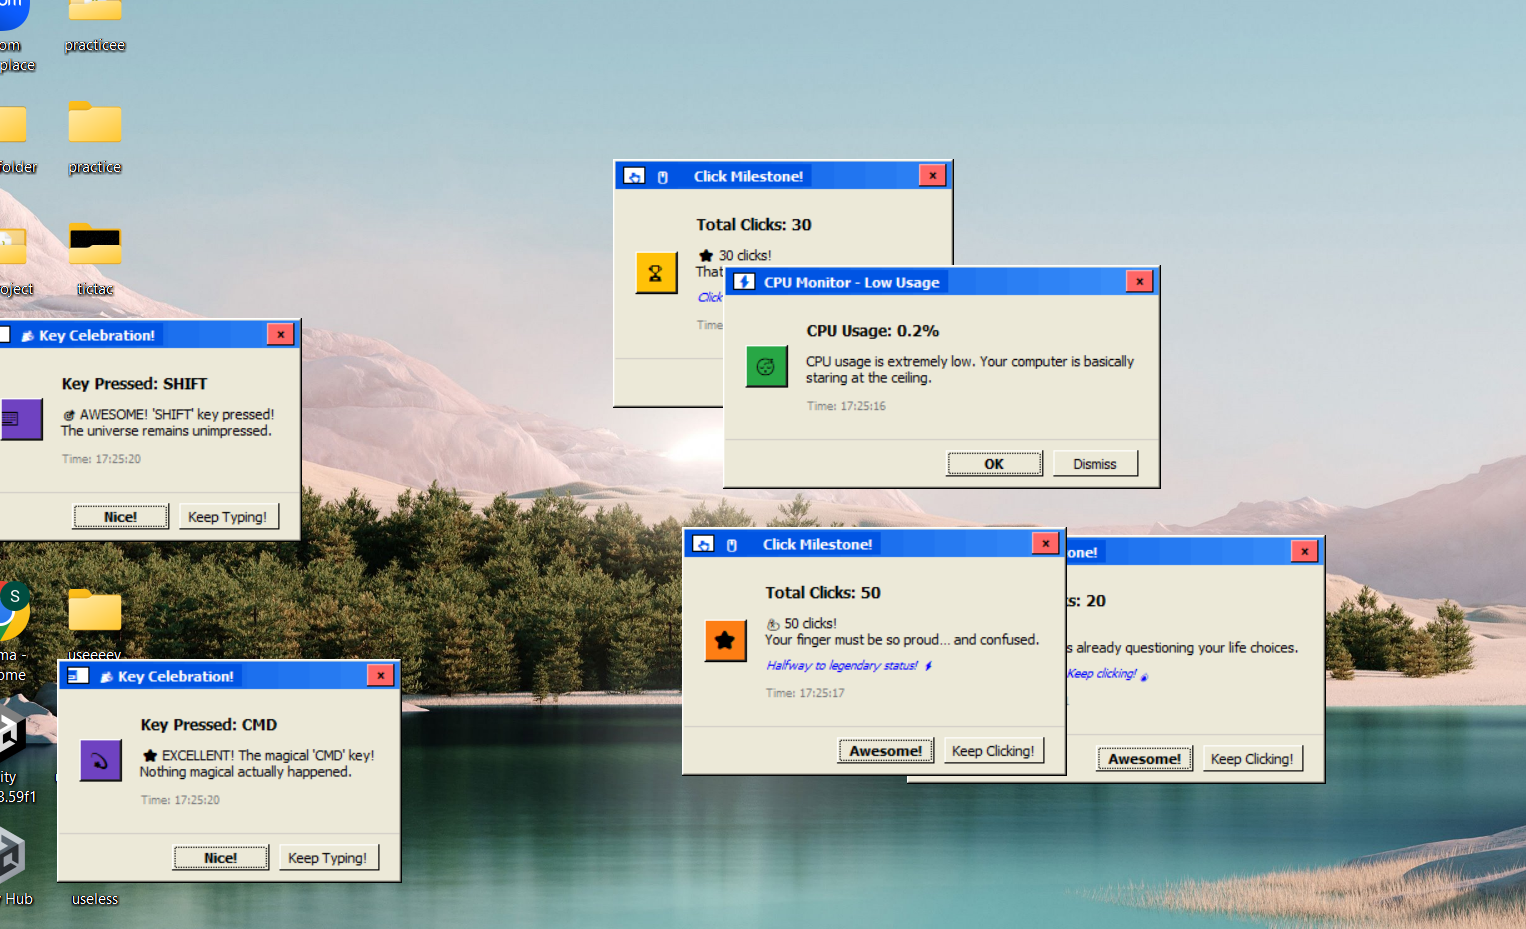 om
place
practicee
folder
practice
oject
tictac
Click Milestone!
Total Clicks: 30
30 clicks!
That
Click
Time:
CPU Monitor - Low Usage
CPU Usage: 0.2%
CPU usage is extremely low. Your computer is basically
staring at the ceiling.
Time: 17:25:16
OK
Dismiss
Key Celebration!
Key Pressed: SHIFT
AWESOME! 'SHIFT' key pressed!
The universe remains unimpressed.
Time: 17:25:20
Nice!
Keep Typing!
Click Milestone!
Total Clicks: 50
50 clicks!
Your finger must be so proud... and confused.
Halfway to legendary status!
Time: 17:25:17
Awesome!
Keep Clicking!
one!
s: 20
s already questioning your life choices.
Keep clicking!
Awesome!
Keep Clicking!
S
ma -
ome
useeeey
Key Celebration!
Key Pressed: CMD
EXCELLENT! The magical 'CMD' key!
Nothing magical actually happened.
Time: 17:25:20
Nice!
Keep Typing!
ity
3.59f1
Hub
useless